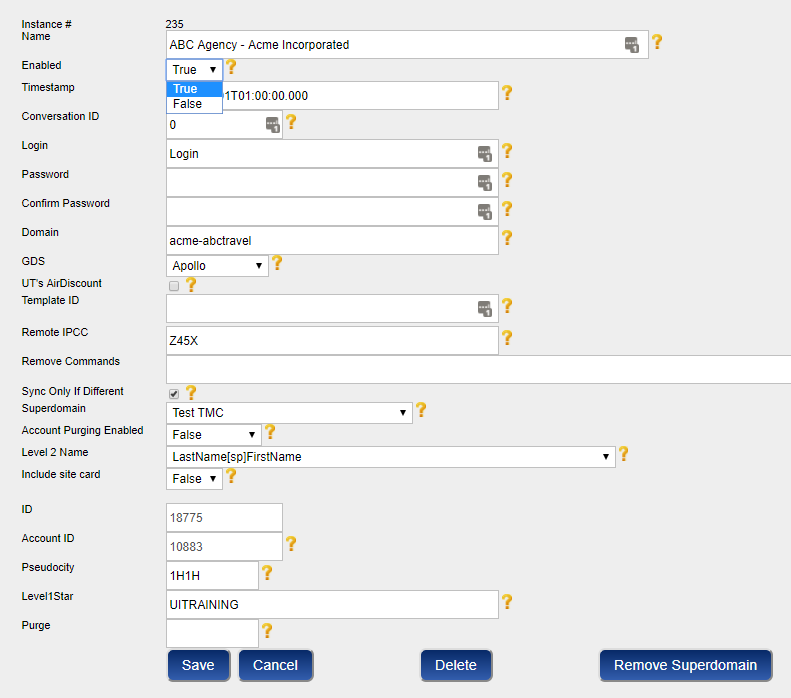 Instance # 235
Name ABC Agency - Acme Incorporated ?
Enabled True ▼ ?
True
False
Timestamp 1T01:00:00.000 ?
Conversation ID 0 ?
Login Login ?
Password ?
Confirm Password ?
Domain acme-abctravel ?
GDS Apollo ▼ ?
UT's AirDiscount ?
Template ID ?
Remote IPCC Z45X ?
Remove Commands
Sync Only If Different ?
Superdomain Test TMC ▼ ?
Account Purging Enabled False ▼ ?
Level 2 Name LastName[sp]FirstName ▼ ?
Include site card False ▼ ?
ID 18775
Account ID 10883 ?
Pseudocity 1H1H ?
Level1Star UITRAINING ?
Purge ?
Save Cancel Delete Remove Superdomain